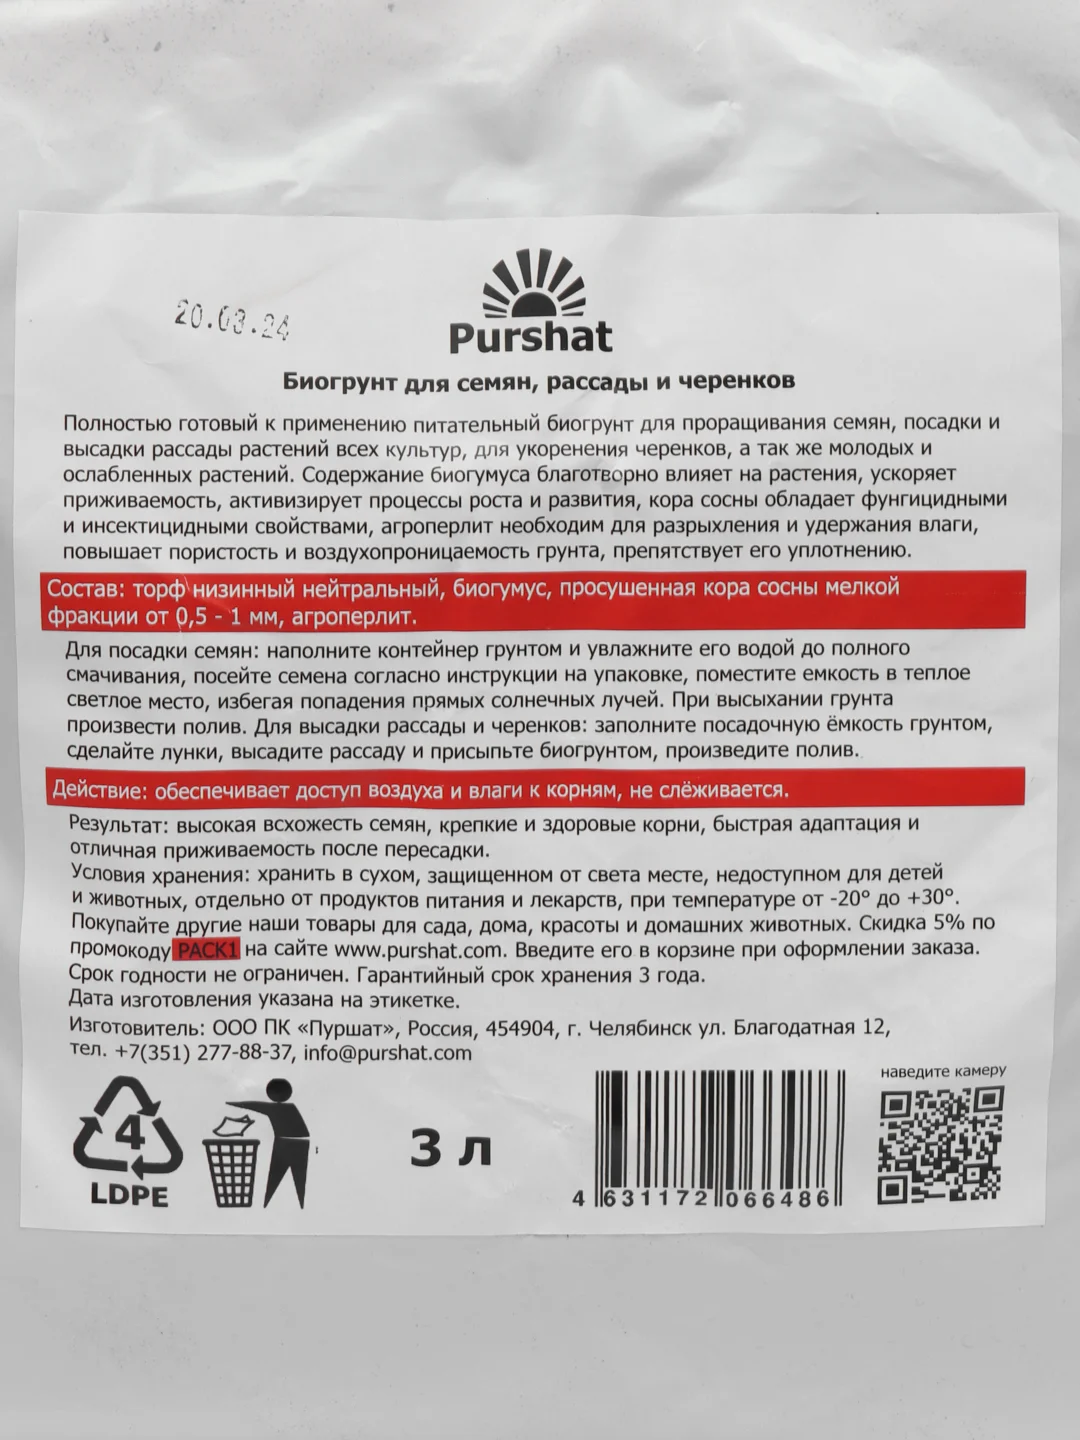 20.03.24
Purshat
Биогрунт для семян, рассады и черенков
Полностью готовый к применению питательный биогрунт для проращивания семян, посадки и
высадки рассады растений всех культур, для укоренения черенков, а так же молодых и
ослабленных растений. Содержание биогумуса благотворно влияет на растения, ускоряет
приживаемость, активизирует процессы роста и развития, кора сосны обладает фунгицидными
и инсектицидными свойствами, агроперлит необходим для разрыхления и удержания влаги,
повышает пористость и воздухопроницаемость грунта, препятствует его уплотнению.
Состав: торф низинный нейтральный, биогумус, просушенная кора сосны мелкой
фракции от 0,5 - 1 мм, агроперлит.
Для посадки семян: наполните контейнер грунтом и увлажните его водой до полного
смачивания, посейте семена согласно инструкции на упаковке, поместите емкость в теплое
светлое место, избегая попадения прямых солнечных лучей. При высыхании грунта
произвести полив. Для высадки рассады и черенков: заполните посадочную ёмкость грунтом,
сделайте лунки, высадите рассаду и присыпьте биогрунтом, произведите полив.
Действие: обеспечивает доступ воздуха и влаги к корням, не слёживается.
Результат: высокая всхожесть семян, крепкие и здоровые корни, быстрая адаптация и
отличная приживаемость после пересадки.
Условия хранения: хранить в сухом, защищенном от света месте, недоступном для детей
и животных, отдельно от продуктов питания и лекарств, при температуре от -20° до +30°.
Покупайте другие наши товары для сада, дома, красоты и домашних животных. Скидка 5% по
промокоду PACK1 на сайте www.purshat.com. Введите его в корзине при оформлении заказа.
Срок годности не ограничен. Гарантийный срок хранения 3 года.
Дата изготовления указана на этикетке.
Изготовитель: ООО ПК «Пуршат», Россия, 454904, г. Челябинск ул. Благодатная 12,
тел. +7(351) 277-88-37, info@purshat.com
наведите камеру
4
LDPE
3 л
4 631172 066486